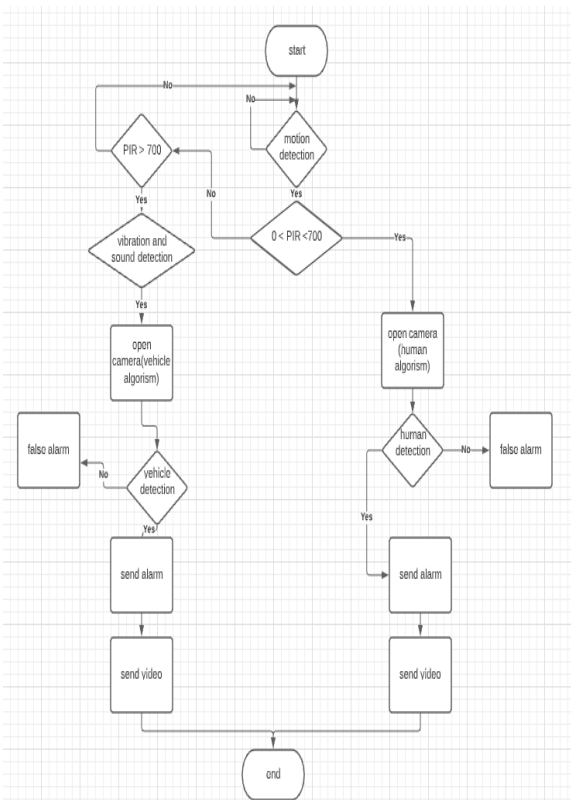 start
No
No
motion
detection
PIR > 700
No
Yes
Yes
0 < PIR <700
Yes
vibration and
sound detection
Yes
open
camera(vehicle
algorism)
open camera
(human
algorism)
false alarm
vehicle
detection
No
Yes
human
detection
No
false alarm
Yes
send alarm
send alarm
send video
send video
end